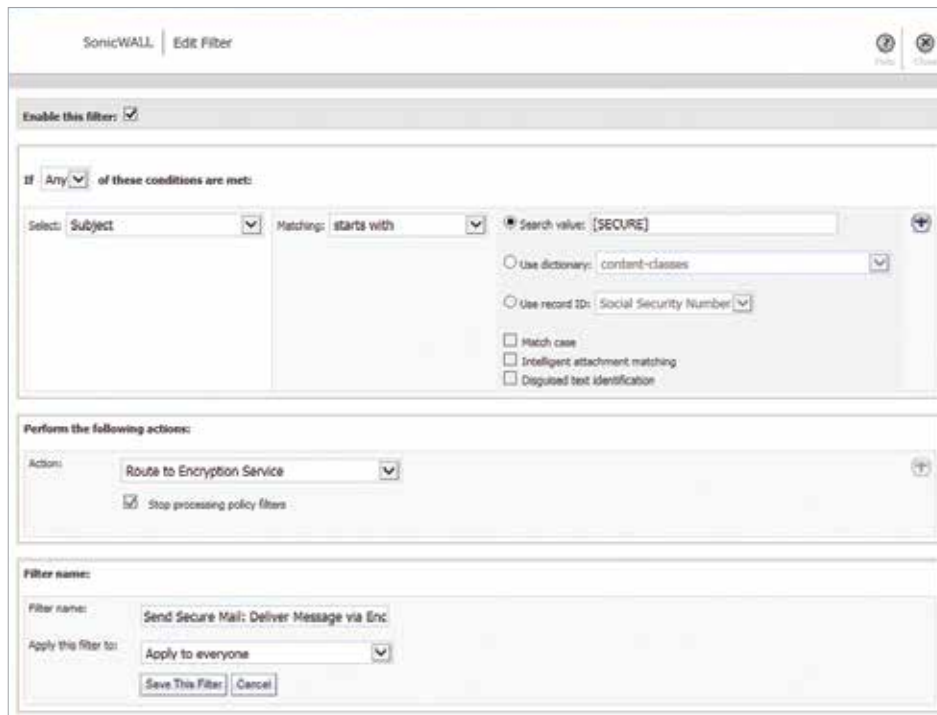 SonicWALL | Edit Filter
Help Close
Enable this filter:
If Any of these conditions are met:
Select: Subject Matching: starts with Search value: [SECURE]
Use dictionary: content-classes
Use record ID: Social Security Number
Match case
Intelligent attachment matching
Disguised text identification
Perform the following actions:
Action: Route to Encryption Service
Stop processing policy filters
Filter name:
Filter name: Send Secure Mail: Deliver Message via Enc
Apply this filter to: Apply to everyone
Save This Filter Cancel